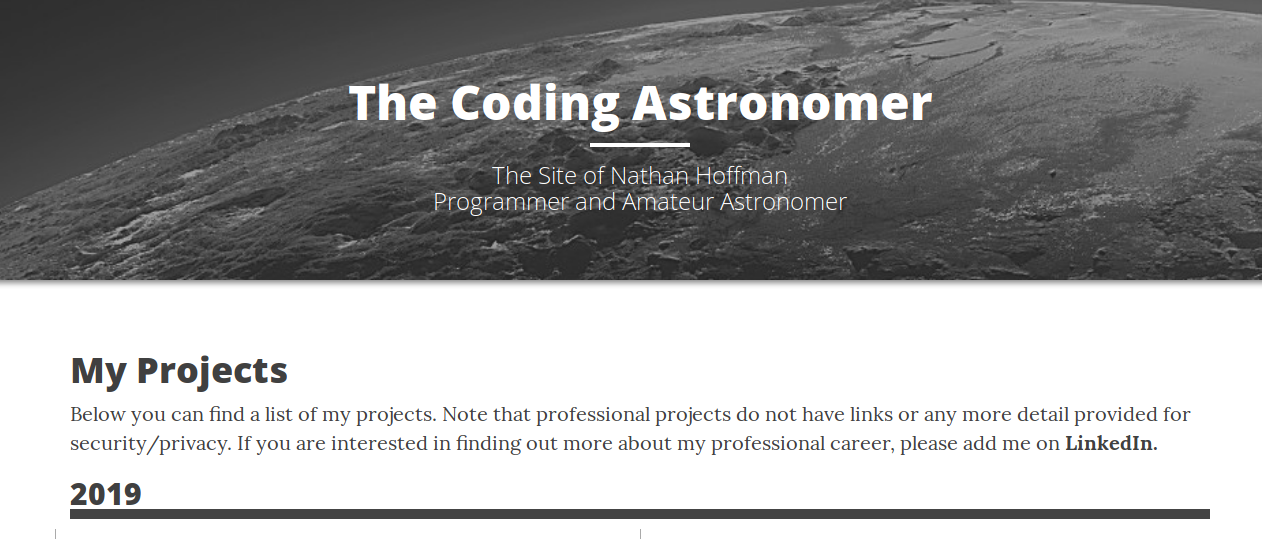 The Coding Astronomer
The Site of Nathan Hoffman
Programmer and Amateur Astronomer
My Projects
Below you can find a list of my projects. Note that professional projects do not have links or any more detail provided for
security/privacy. If you are interested in finding out more about my professional career, please add me on LinkedIn.
2019